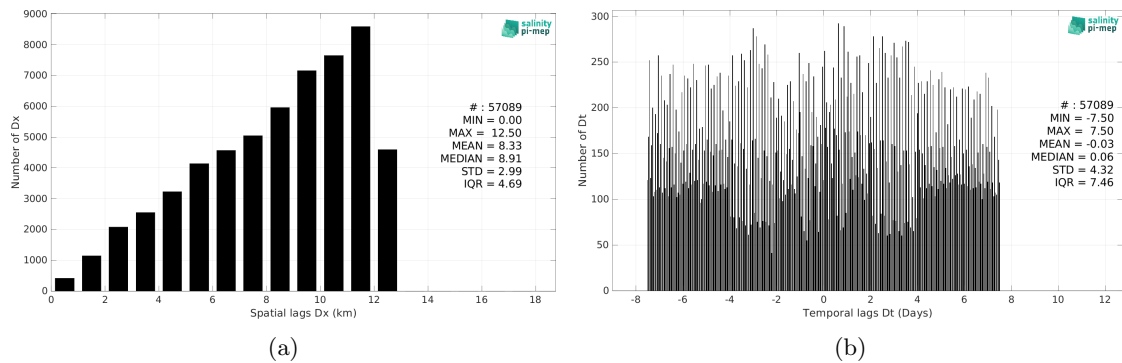 9000
8000
7000
6000
5000
4000
3000
2000
1000
0
Number of Dx
0 2 4 6 8 10 12 14 16 18
Spatial lags Dx (km)
salinity
pi-mep
# : 57089
MIN = 0.00
MAX = 12.50
MEAN = 8.33
MEDIAN = 8.91
STD = 2.99
IQR = 4.69
(a)
300
250
200
150
100
50
0
Number of Dt
-8 -6 -4 -2 0 2 4 6 8 10 12
Temporal lags Dt (Days)
salinity
pi-mep
# : 57089
MIN = -7.50
MAX = 7.50
MEAN = -0.03
MEDIAN = 0.06
STD = 4.32
IQR = 7.46
(b)